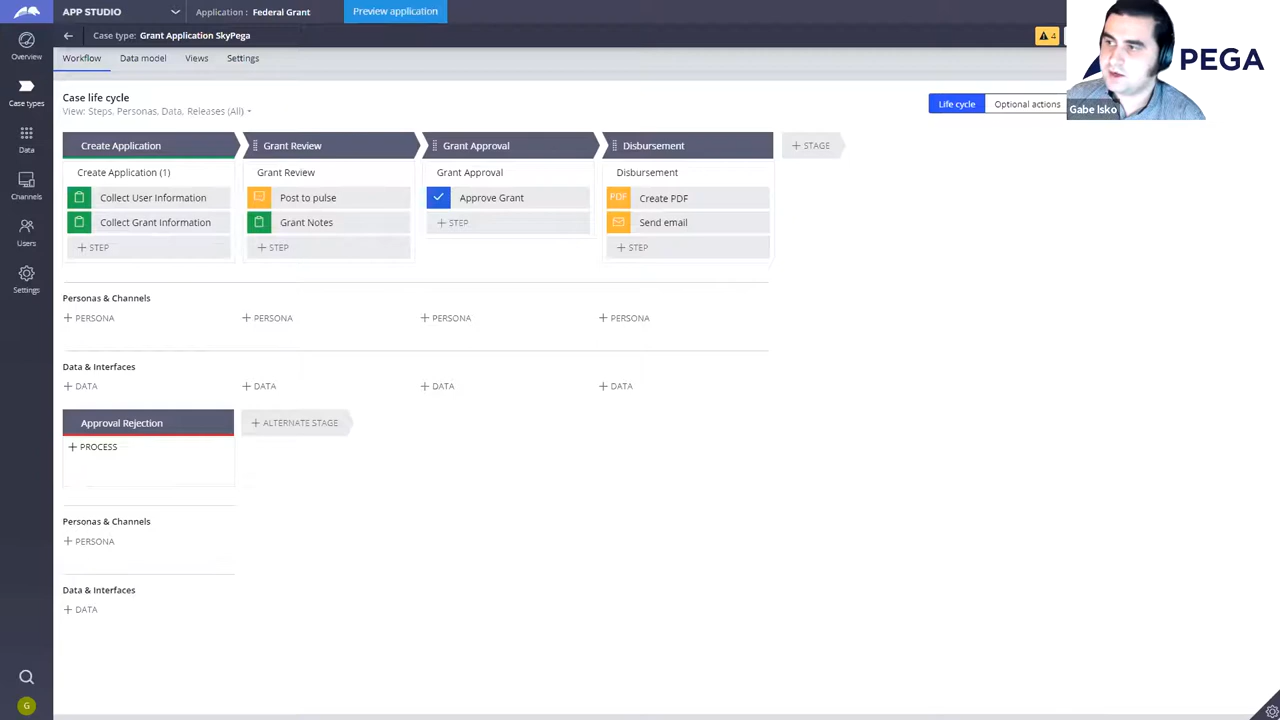 APP STUDIO
Application : Federal Grant
Preview application
Case type: Grant Application SkyPega
4
PEGA
Gabe Isko
Overview
Case types
Data
Channels
Users
Settings
G
Workflow
Data model
Views
Settings
Case life cycle
View: Steps, Personas, Data, Releases (All)
Life cycle
Optional actions
Create Application
Grant Review
Grant Approval
Disbursement
+ STAGE
Create Application (1)
Grant Review
Grant Approval
Disbursement
Collect User Information
Post to pulse
Approve Grant
PDF Create PDF
Collect Grant Information
Grant Notes
+ STEP
Send email
+ STEP
+ STEP
+ STEP
Personas & Channels
+ PERSONA
+ PERSONA
+ PERSONA
+ PERSONA
Data & Interfaces
+ DATA
+ DATA
+ DATA
+ DATA
Approval Rejection
+ ALTERNATE STAGE
+ PROCESS
Personas & Channels
+ PERSONA
Data & Interfaces
+ DATA